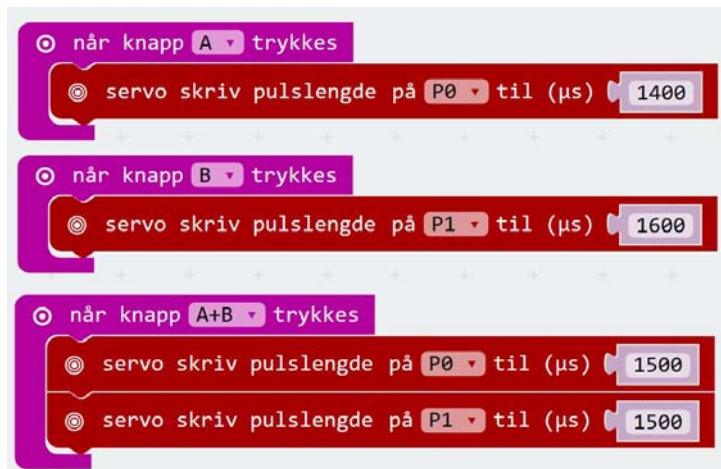 når knapp A trykkes
servo skriv pulslengde på P0 til (µs) 1400
når knapp B trykkes
servo skriv pulslengde på P1 til (µs) 1600
når knapp A+B trykkes
servo skriv pulslengde på P0 til (µs) 1500
servo skriv pulslengde på P1 til (µs) 1500